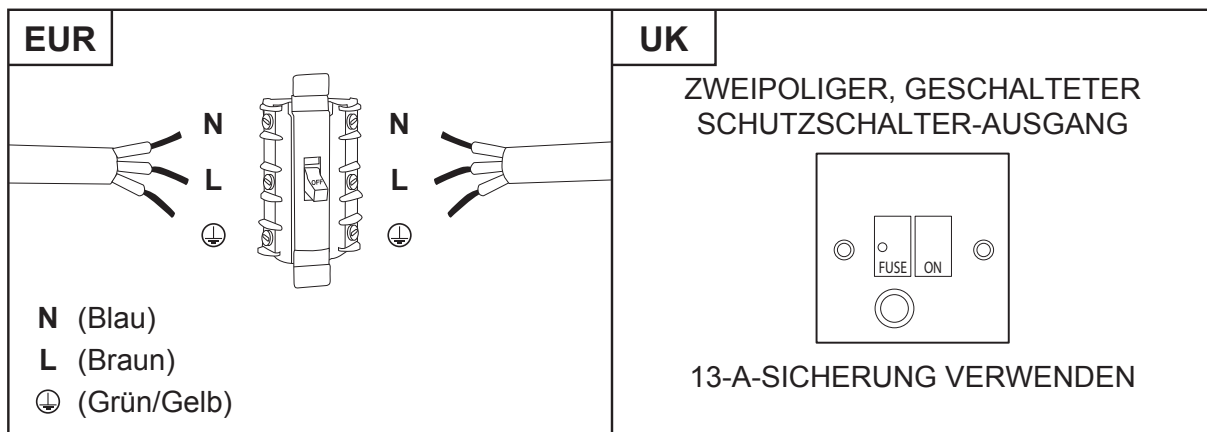 EUR
N
L
N
L
OFF
N (Blau)
L (Braun)
(Grün/Gelb)
UK
ZWEIPOLIGER, GESCHALTETER
SCHUTZSCHALTER-AUSGANG
FUSE ON
13-A-SICHERUNG VERWENDEN